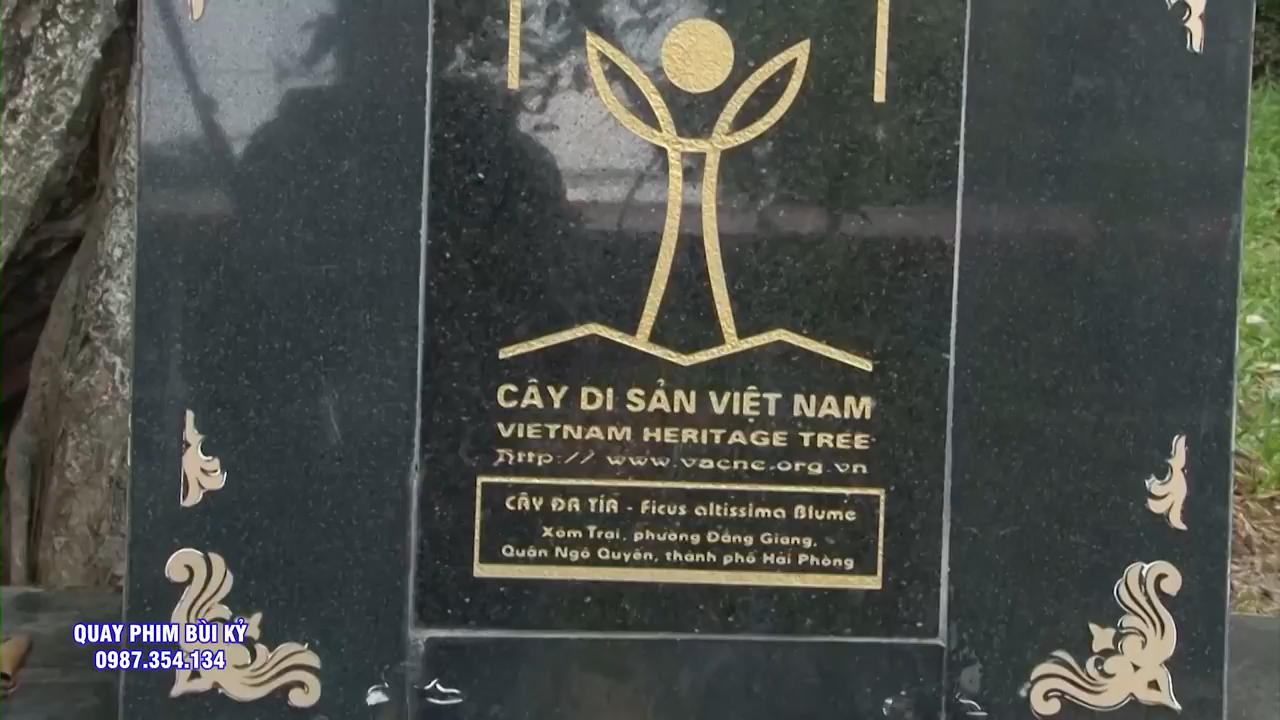 CÂY DI SẢN VIỆT NAM
VIETNAM HERITAGE TREE
http:// www.vacne.org.vn
CÂY ĐA TÍA - Ficus altissima Blume
Xóm Trại, phường Đằng Giang,
Quận Ngô Quyền, thành phố Hải Phòng
QUAY PHIM BÙI KỶ
0987.354.134